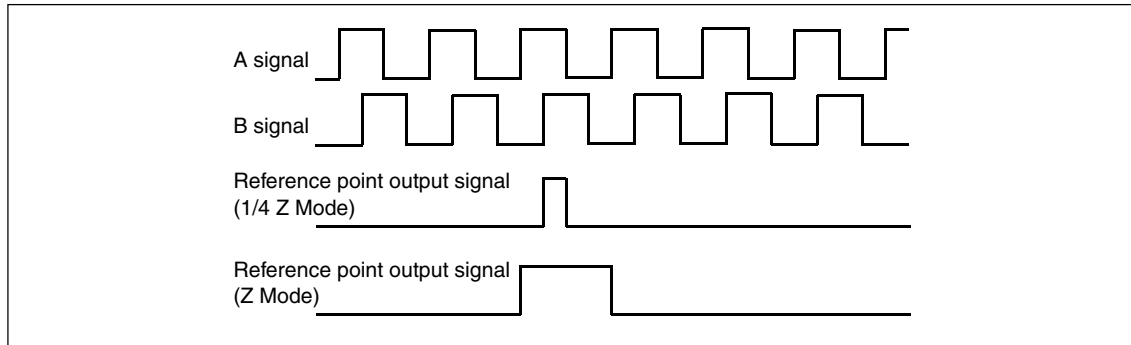 A signal
B signal
Reference point output signal
(1/4 Z Mode)
Reference point output signal
(Z Mode)